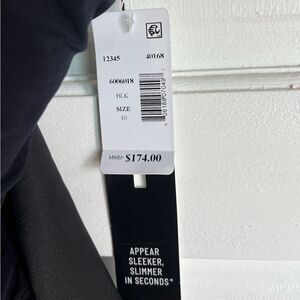 12345 40168
6006018
BLK
SIZE
10
MSRP $174.00
APPEAR
SLEEKER,
SLIMMER
IN SECONDS*